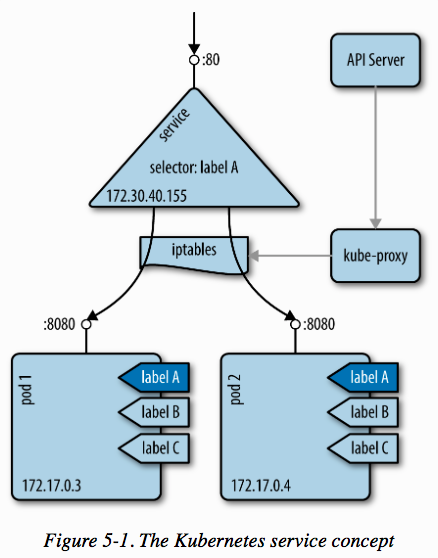 :80
API Server
service
selector: label A
172.30.40.155
iptables
kube-proxy
:8080
:8080
pod 1
label A
label B
label C
172.17.0.3
pod 2
label A
label B
label C
172.17.0.4
Figure 5-1. The Kubernetes service concept